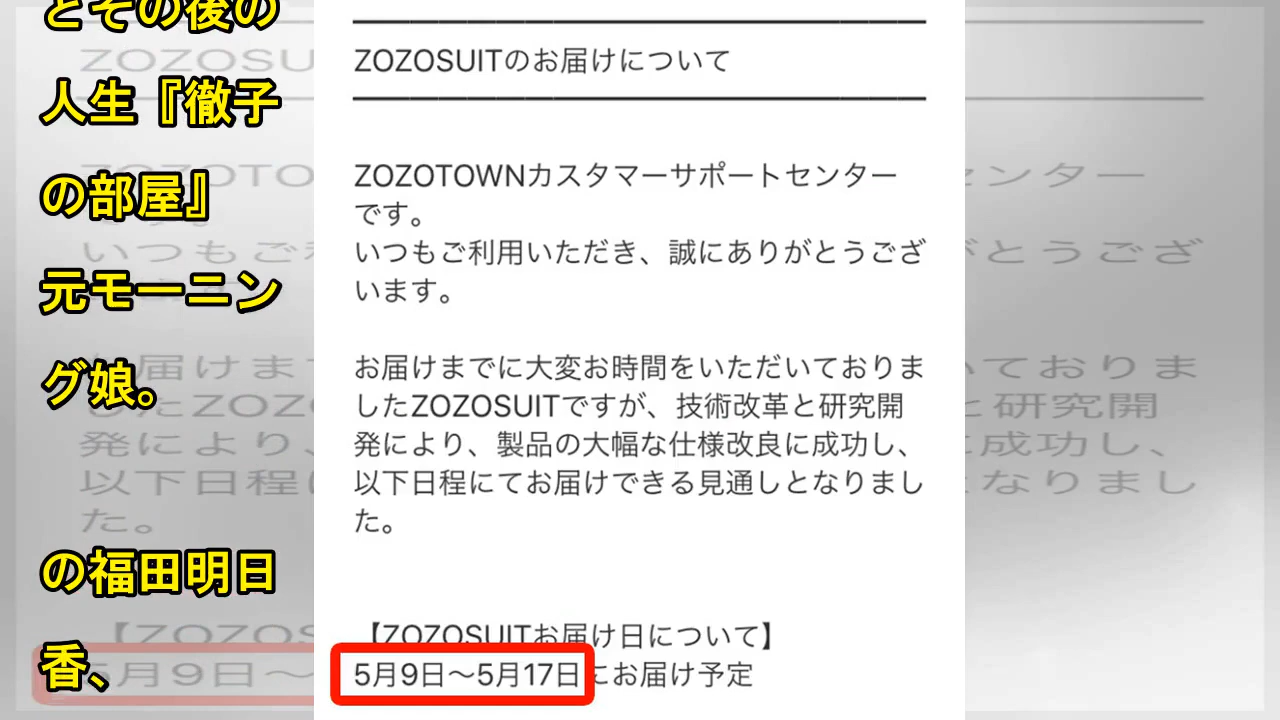 とその後の
人生『徹子
の部屋』
元モーニン
グ娘。
の福田明日
香、
ZOZOSUITのお届けについて
ZOZOTOWNカスタマーサポートセンター
です。
いつもご利用いただき、誠にありがとうござ
います。
お届けまでに大変お時間をいただいておりま
したZOZOSUITですが、技術改革と研究開
発により、製品の大幅な仕様改良に成功し、
以下日程にてお届けできる見通しとなりまし
た。
【ZOZOSUITお届け日について】
5月9日〜5月17日にお届け予定